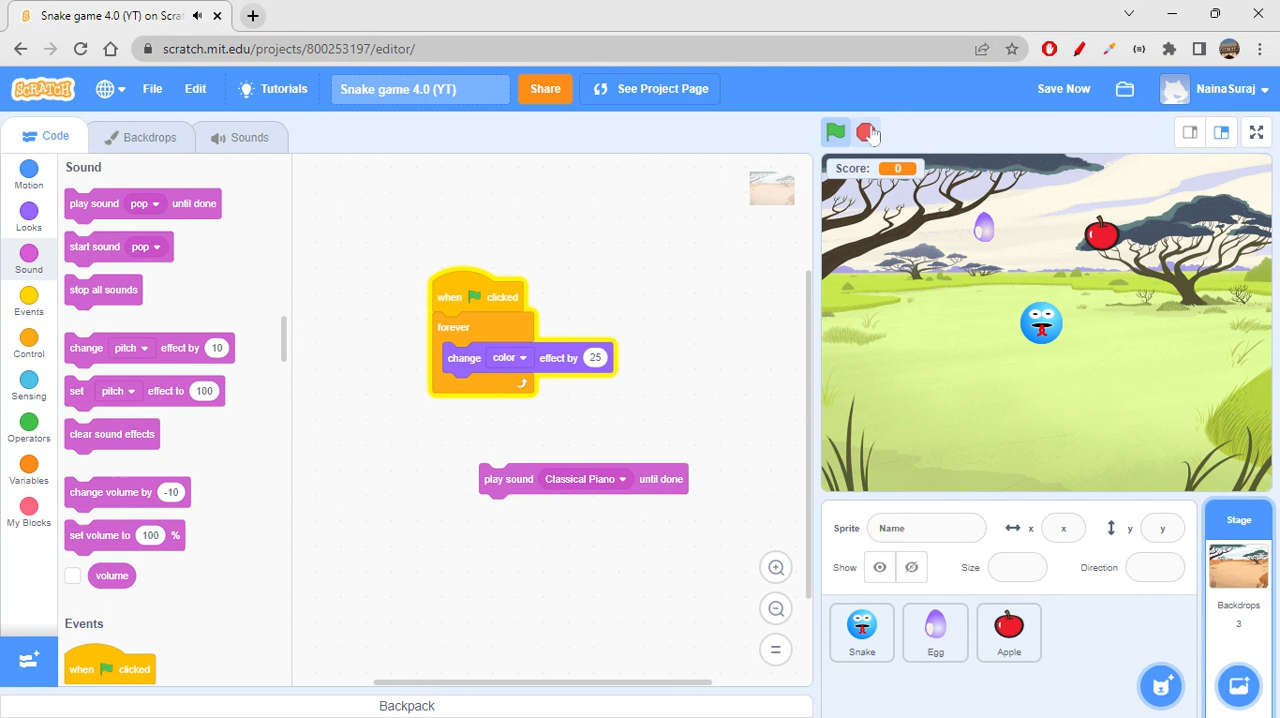 Snake game 4.0 (YT) on Scrat
scratch.mit.edu/projects/800253197/editor/
SCRATCH File Edit Tutorials Snake game 4.0 (YT) Share See Project Page Save Now NainaSuraj
Code Backdrops Sounds
Motion
Looks
Sound
Events
Control
Sensing
Operators
Variables
My Blocks
Sound
play sound pop until done
start sound pop
stop all sounds
change pitch effect by 10
set pitch effect to 100
clear sound effects
change volume by -10
set volume to 100 %
volume
Events
when clicked
when clicked
forever
change color effect by 25
play sound Classical Piano until done
Backpack
Score: 0
Sprite Name x x y y
Show Size Direction
Snake Egg Apple
Stage
Backdrops
3